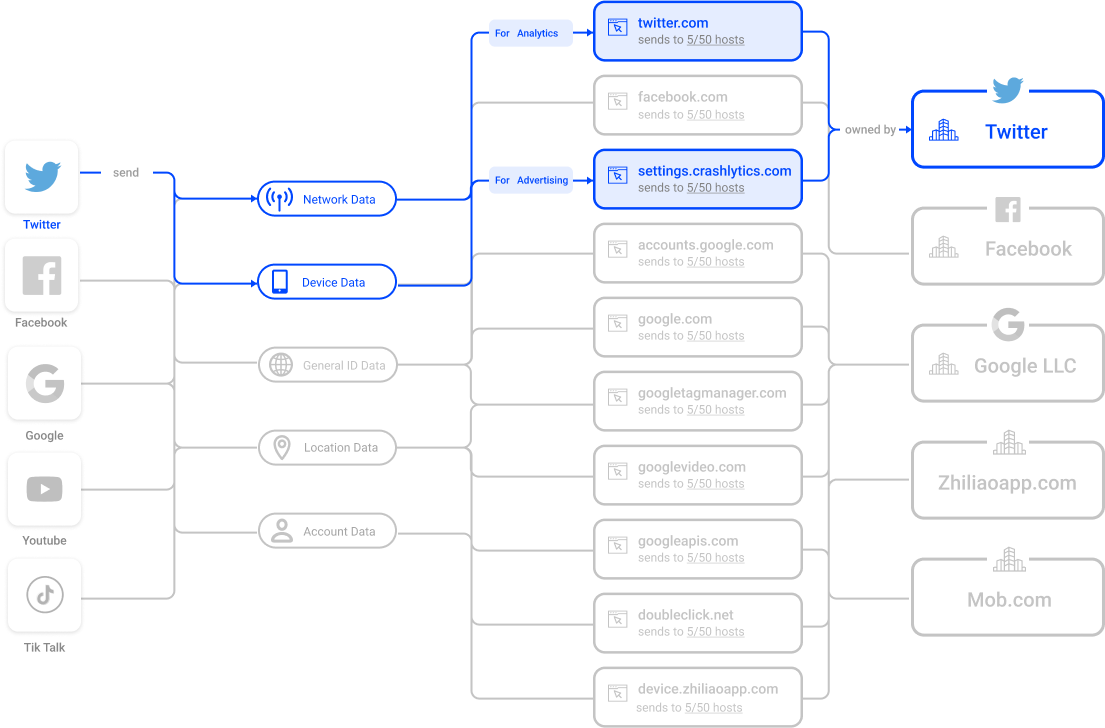 Twitter
Facebook
Google
Youtube
Tik Talk
send
Network Data
Device Data
General ID Data
Location Data
Account Data
For Analytics
For Advertising
twitter.com
sends to 5/50 hosts
facebook.com
sends to 5/50 hosts
settings.crashlytics.com
sends to 5/50 hosts
accounts.google.com
sends to 5/50 hosts
google.com
sends to 5/50 hosts
googletagmanager.com
sends to 5/50 hosts
googlevideo.com
sends to 5/50 hosts
googleapis.com
sends to 5/50 hosts
doubleclick.net
sends to 5/50 hosts
device.zhiliaoapp.com
sends to 5/50 hosts
owned by
Twitter
Facebook
Google LLC
Zhiliaoapp.com
Mob.com